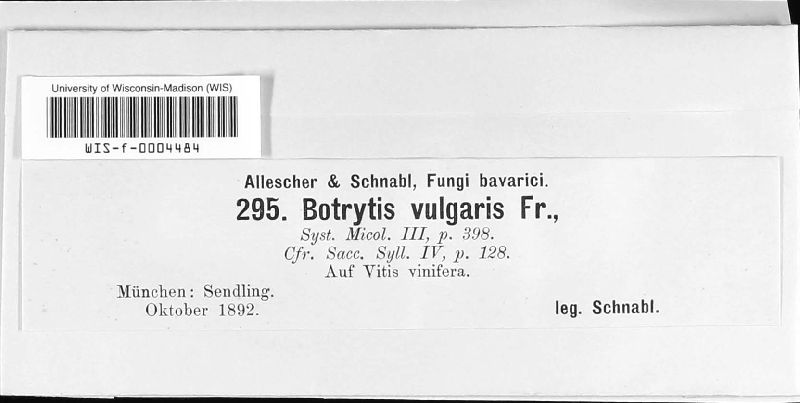 University of Wisconsin-Madison (WIS)
WIS-f-0004484
Allescher & Schnabl, Fungi bavarici.
295. Botrytis vulgaris Fr.,
Syst. Micol. III, p. 398.
Cfr. Sacc. Syll. IV, p. 128.
Auf Vitis vinifera.
München: Sendling.
Oktober 1892.
leg. Schnabl.